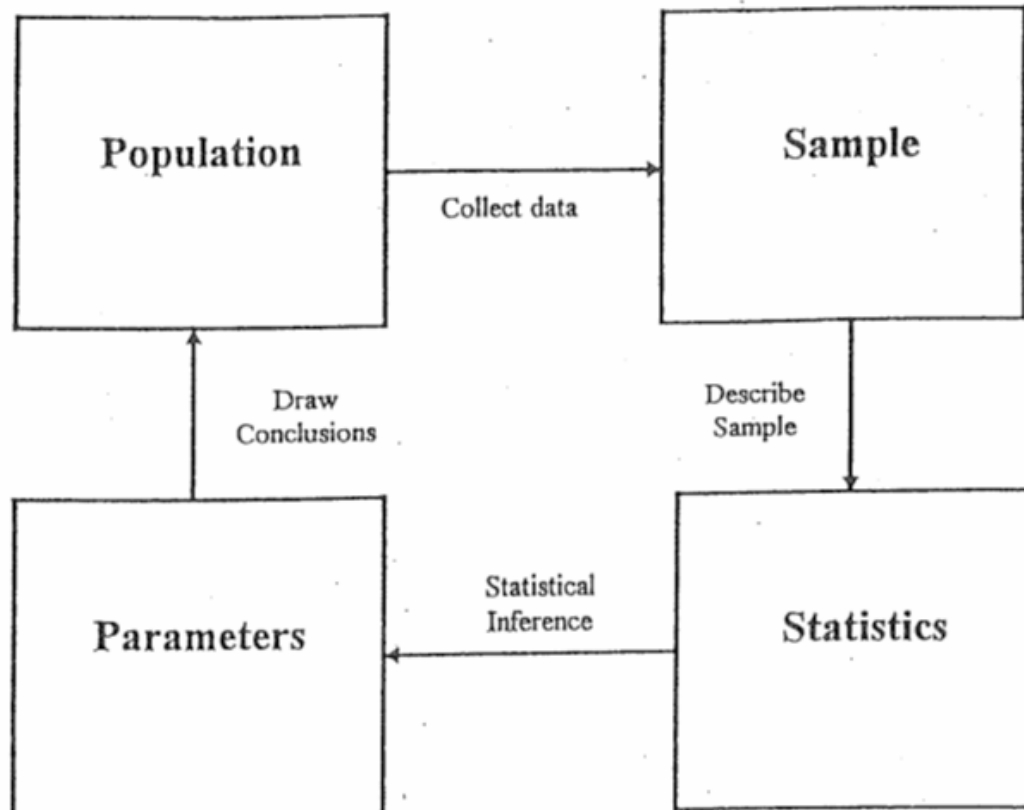 Population
Sample
Collect data
Draw
Conclusions
Describe
Sample
Statistical
Inference
Parameters
Statistics